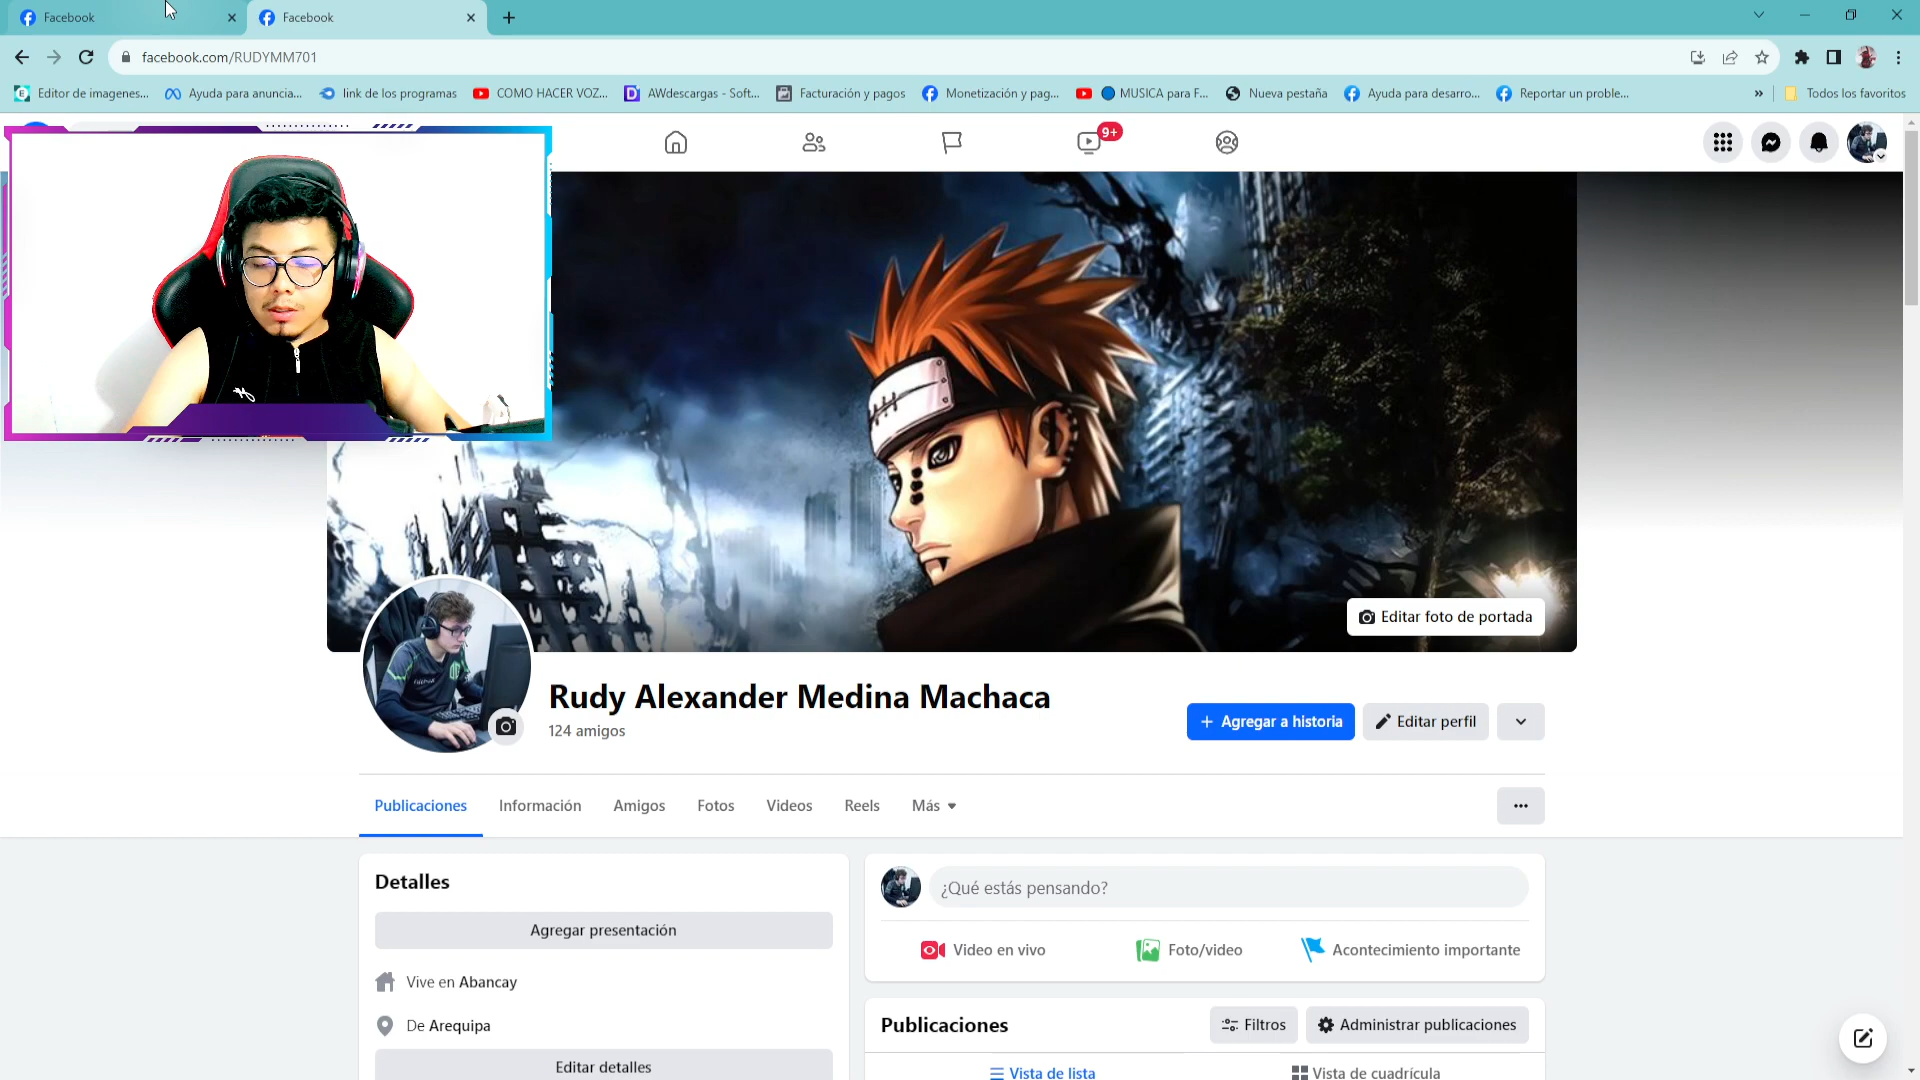 Facebook
Facebook
facebook.com/RUDYMM701
Editor de imagenes...
Ayuda para anuncia...
link de los programas
COMO HACER VOZ...
AWdescargas - Soft...
Facturación y pagos
Monetización y pag...
MUSICA para F...
Nueva pestaña
Ayuda para desarro...
Reportar un proble...
»
Todos los favoritos
9+
Editar foto de portada
Rudy Alexander Medina Machaca
124 amigos
+ Agregar a historia
Editar perfil
Publicaciones
Información
Amigos
Fotos
Videos
Reels
Más
Detalles
Agregar presentación
Vive en Abancay
De Arequipa
Editar detalles
¿Qué estás pensando?
Video en vivo
Foto/video
Acontecimiento importante
Publicaciones
Filtros
Administrar publicaciones
Vista de lista
Vista de cuadrícula